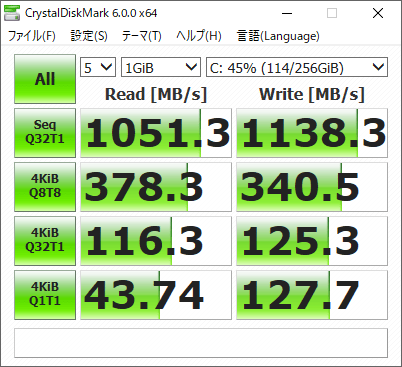 CrystalDiskMark 6.0.0 x64
ファイル(F) 設定(S) テーマ(T) ヘルプ(H) 言語(Language)
All 5 1GiB C: 45% (114/256GiB)
Read [MB/s] Write [MB/s]
Seq
Q32T1 1051.3 1138.3
4KiB
Q8T8 378.3 340.5
4KiB
Q32T1 116.3 125.3
4KiB
Q1T1 43.74 127.7